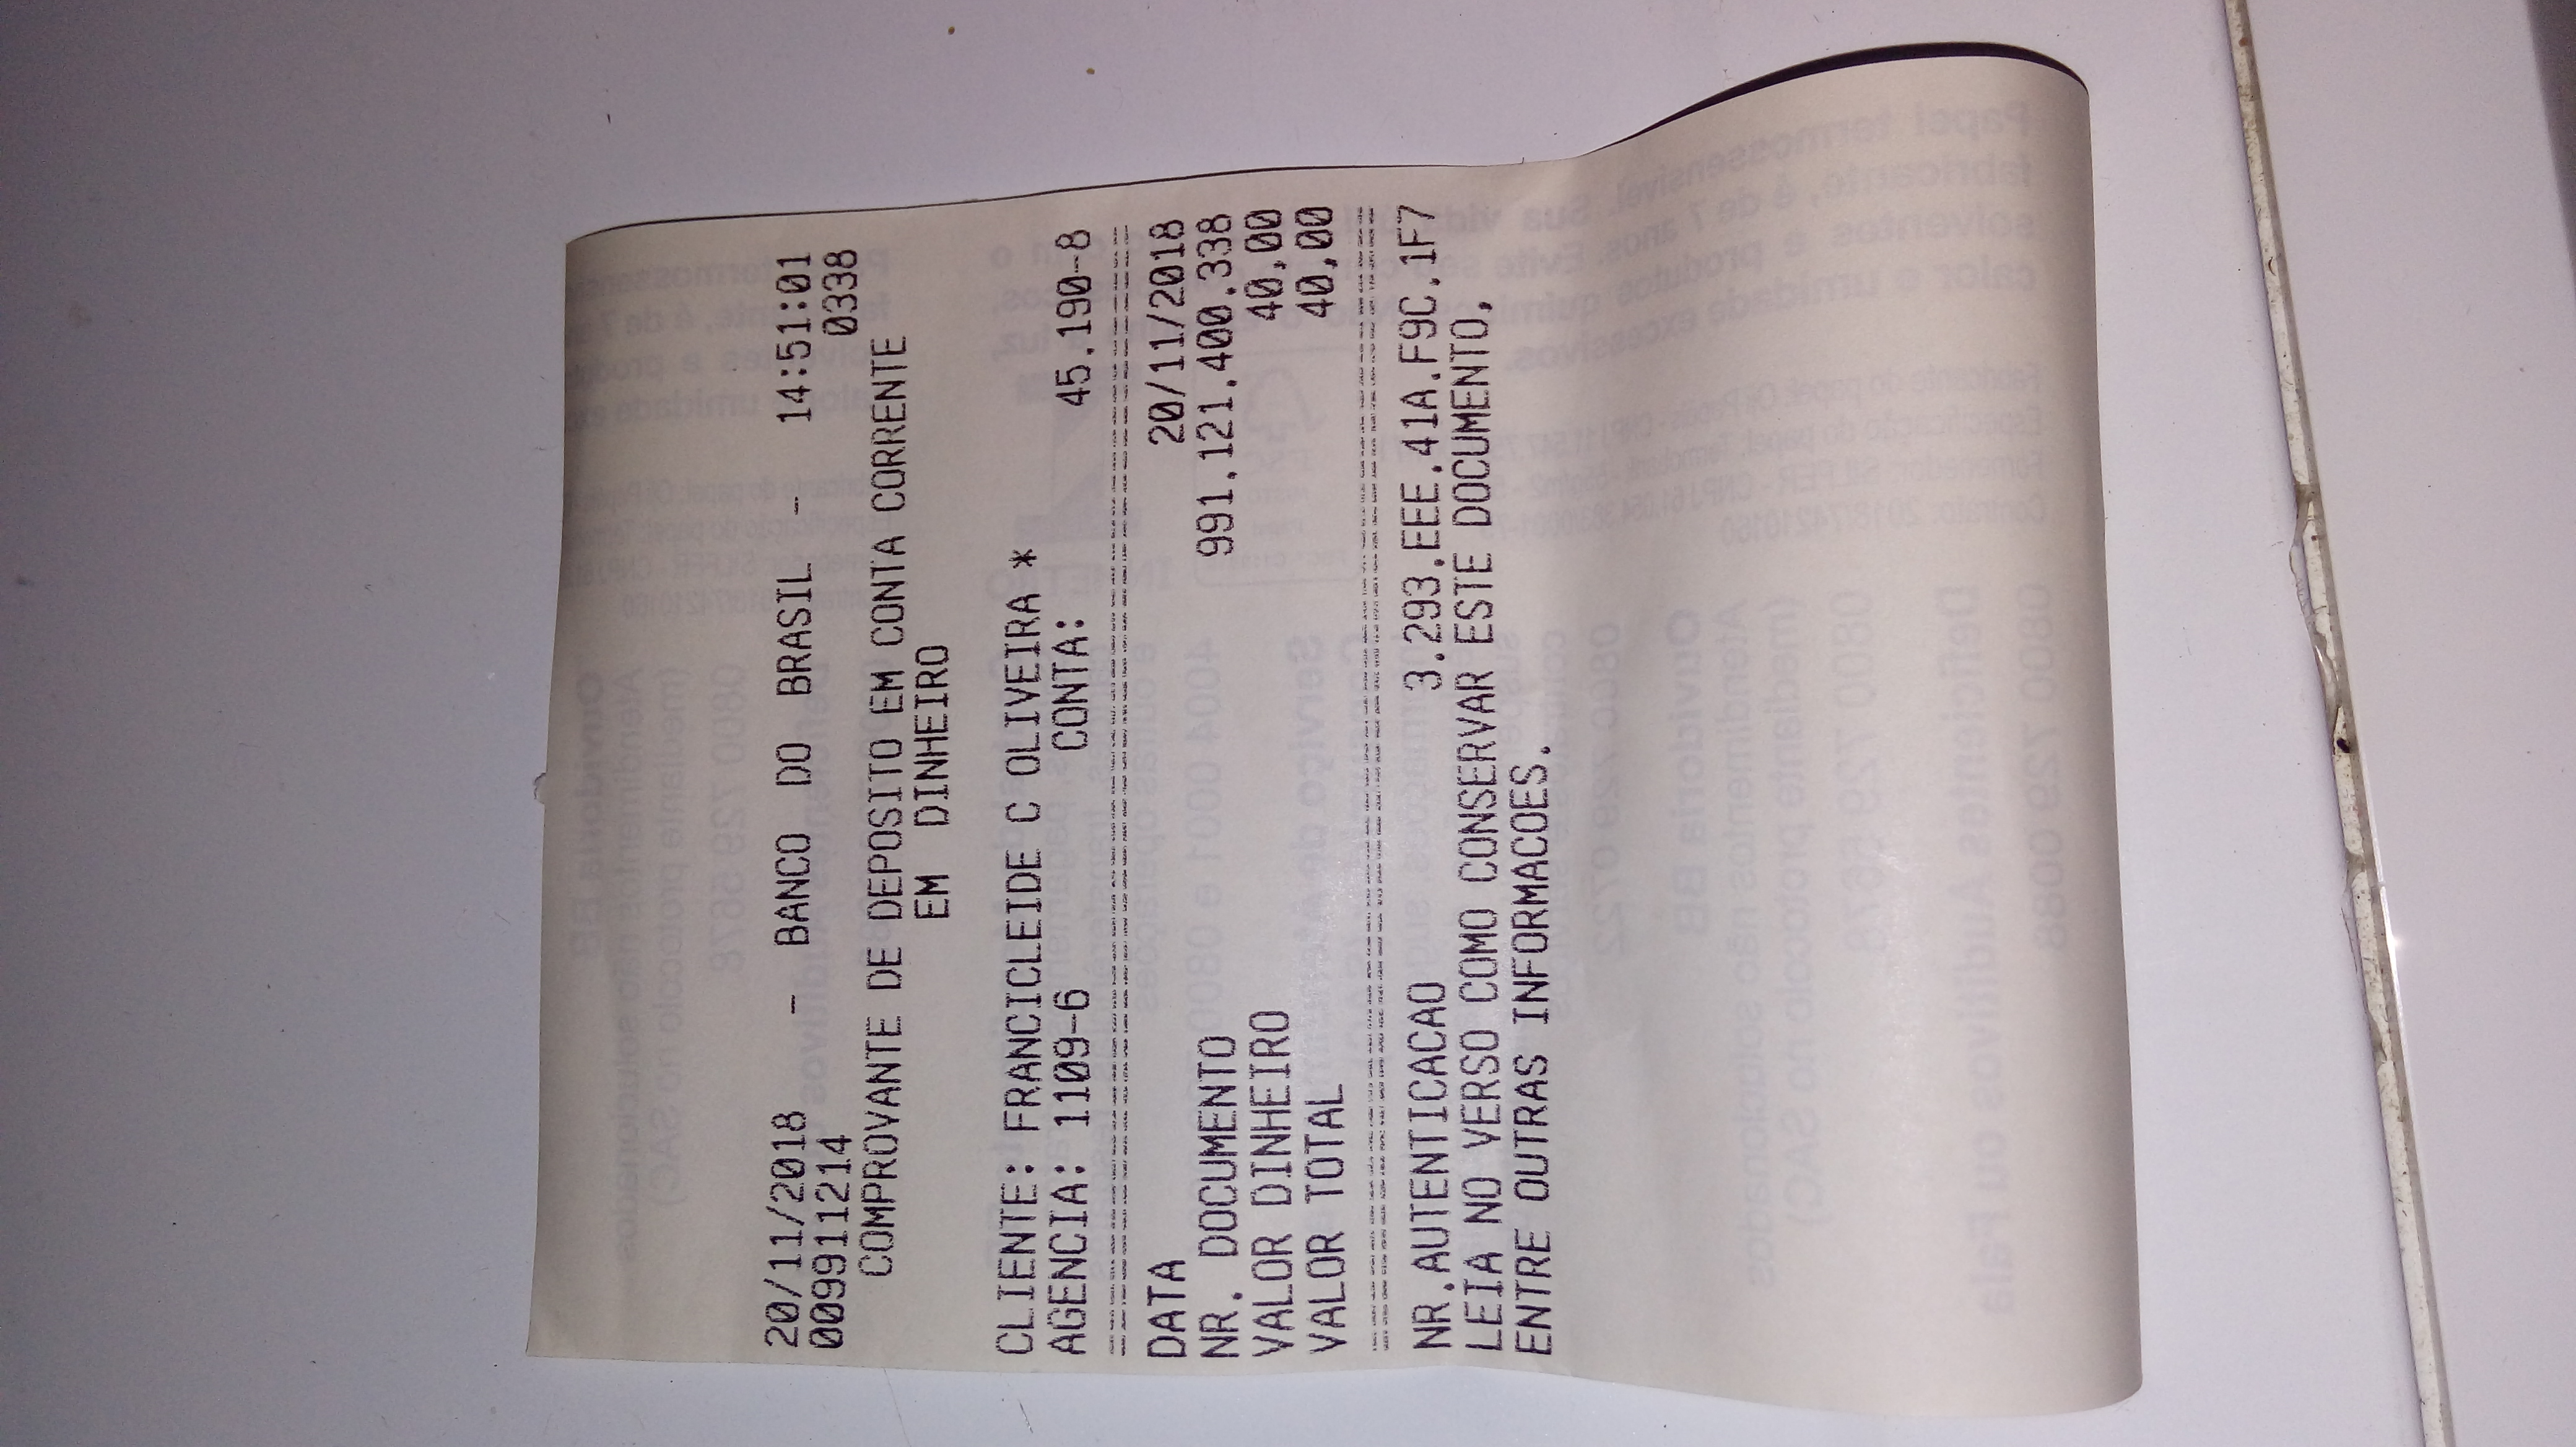 20/11/2018 - BANCO DO BRASIL - 14:51:01
009911214 0338
COMPROVANTE DE DEPOSITO EM CONTA CORRENTE
EM DINHEIRO
CLIENTE: FRANCICLEIDE C OLIVEIRA *
AGENCIA: 1109-6 CONTA: 45.190-8
================================================
DATA 20/11/2018
NR. DOCUMENTO 991.121.400.338
VALOR DINHEIRO 40,00
VALOR TOTAL 40,00
================================================
NR.AUTENTICACAO 3.293.EEE.41A.F9C.1F7
LEIA NO VERSO COMO CONSERVAR ESTE DOCUMENTO,
ENTRE OUTRAS INFORMACOES.